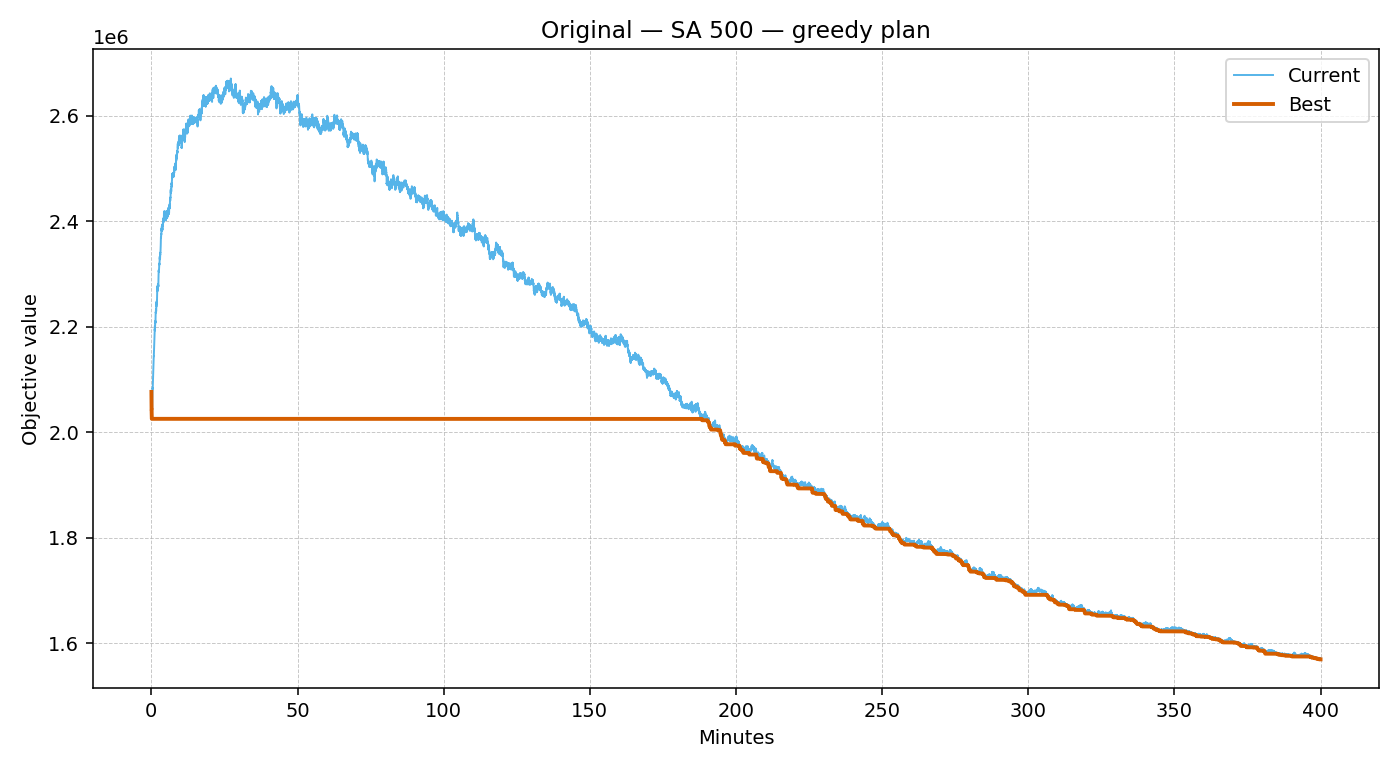 Original — SA 500 — greedy plan
1e6
Current
Best
2.6
2.4
2.2
2.0
1.8
1.6
Objective value
0 50 100 150 200 250 300 350 400
Minutes